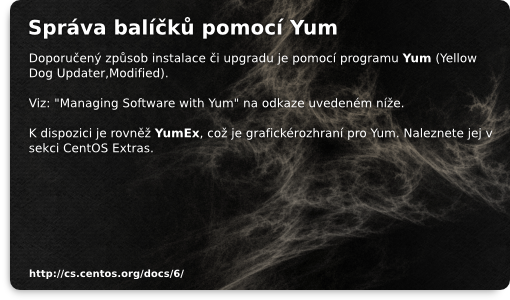 Správa balíčků pomocí Yum
Doporučený způsob instalace či upgradu je pomocí programu Yum (Yellow
Dog Updater,Modified).
Viz: "Managing Software with Yum" na odkaze uvedeném níže.
K dispozici je rovněž YumEx, což je grafickérozhraní pro Yum. Naleznete jej v
sekci CentOS Extras.
http://cs.centos.org/docs/6/